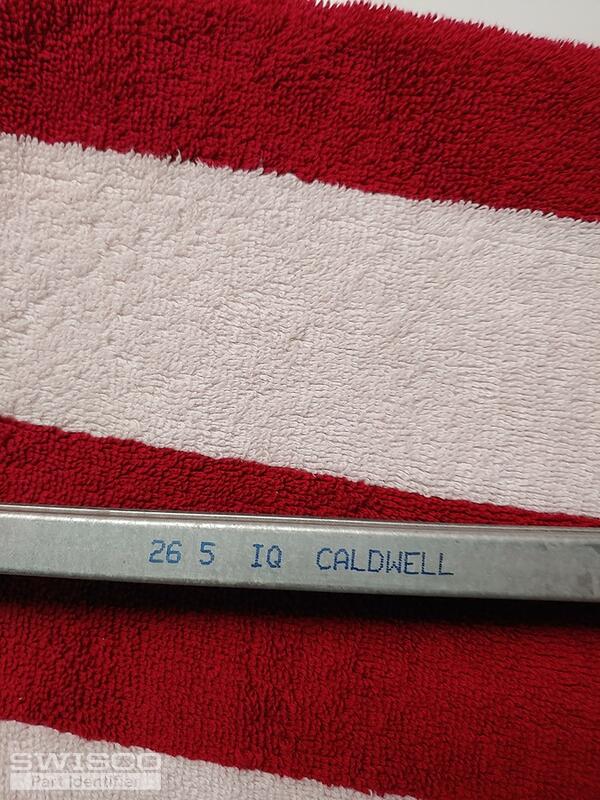 26 5 IQ CALDWELL
SWISCO
Part Identifier